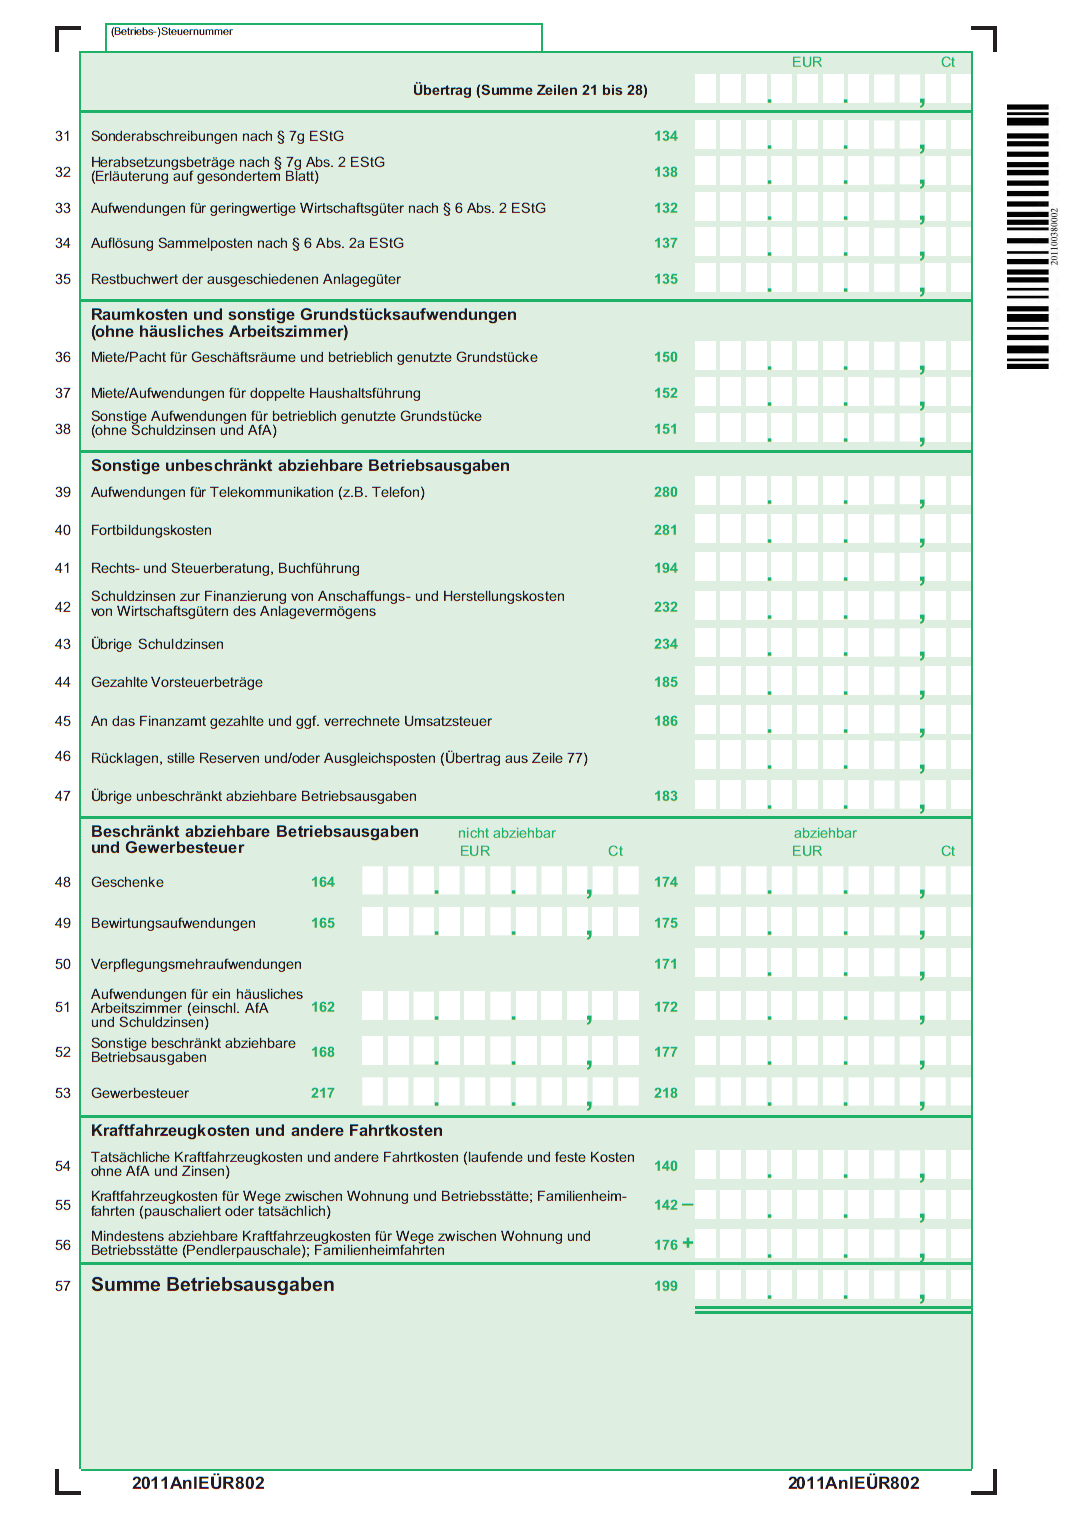 (Betriebs-)Steuernummer
EUR Ct
Übertrag (Summe Zeilen 21 bis 28)
31 Sonderabschreibungen nach § 7g EStG 134
Herabsetzungsbeträge nach § 7g Abs. 2 EStG
32 (Erläuterung auf gesondertem Blatt) 138
33 Aufwendungen für geringwertige Wirtschaftsgüter nach § 6 Abs. 2 EStG 132
34 Auflösung Sammelposten nach § 6 Abs. 2a EStG 137
35 Restbuchwert der ausgeschiedenen Anlagegüter 135
201100380002
Raumkosten und sonstige Grundstücksaufwendungen
(ohne häusliches Arbeitszimmer)
36 Miete/Pacht für Geschäftsräume und betrieblich genutzte Grundstücke 150
37 Miete/Aufwendungen für doppelte Haushaltsführung 152
Sonstige Aufwendungen für betrieblich genutzte Grundstücke
38 (ohne Schuldzinsen und AfA) 151
Sonstige unbeschränkt abziehbare Betriebsausgaben
39 Aufwendungen für Telekommunikation (z.B. Telefon) 280
40 Fortbildungskosten 281
41 Rechts- und Steuerberatung, Buchführung 194
Schuldzinsen zur Finanzierung von Anschaffungs- und Herstellungskosten
42 von Wirtschaftsgütern des Anlagevermögens 232
43 Übrige Schuldzinsen 234
44 Gezahlte Vorsteuerbeträge 185
45 An das Finanzamt gezahlte und ggf. verrechnete Umsatzsteuer 186
46 Rücklagen, stille Reserven und/oder Ausgleichsposten (Übertrag aus Zeile 77)
47 Übrige unbeschränkt abziehbare Betriebsausgaben 183
Beschränkt abziehbare Betriebsausgaben nicht abziehbar abziehbar
und Gewerbesteuer EUR Ct EUR Ct
48 Geschenke 164 174
49 Bewirtungsaufwendungen 165 175
50 Verpflegungsmehraufwendungen 171
Aufwendungen für ein häusliches
51 Arbeitszimmer (einschl. AfA 162 172
und Schuldzinsen)
Sonstige beschränkt abziehbare
52 Betriebsausgaben 168 177
53 Gewerbesteuer 217 218
Kraftfahrzeugkosten und andere Fahrtkosten
Tatsächliche Kraftfahrzeugkosten und andere Fahrtkosten (laufende und feste Kosten
54 ohne AfA und Zinsen) 140
Kraftfahrzeugkosten für Wege zwischen Wohnung und Betriebsstätte; Familienheim-
55 fahrten (pauschaliert oder tatsächlich) 142 –
Mindestens abziehbare Kraftfahrzeugkosten für Wege zwischen Wohnung und
56 Betriebsstätte (Pendlerpauschale); Familienheimfahrten 176 +
57 Summe Betriebsausgaben 199
2011AnlEÜR802 2011AnlEÜR802